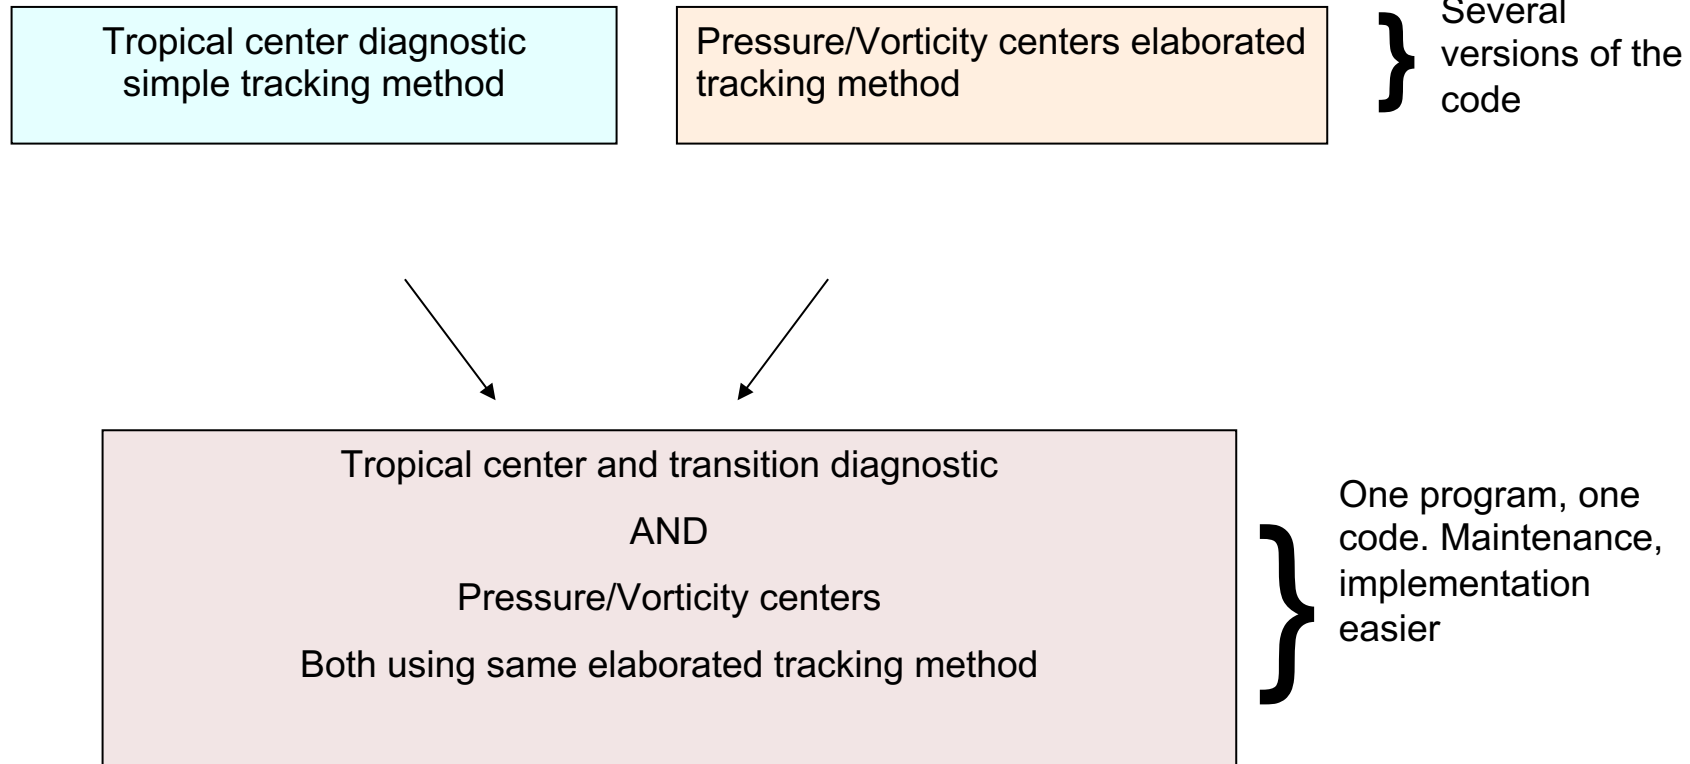 Tropical center diagnostic
simple tracking method
Pressure/Vorticity centers elaborated
tracking method
}
Several
versions of the
code
Tropical center and transition diagnostic
AND
Pressure/Vorticity centers
Both using same elaborated tracking method
}
One program, one
code. Maintenance,
implementation
easier